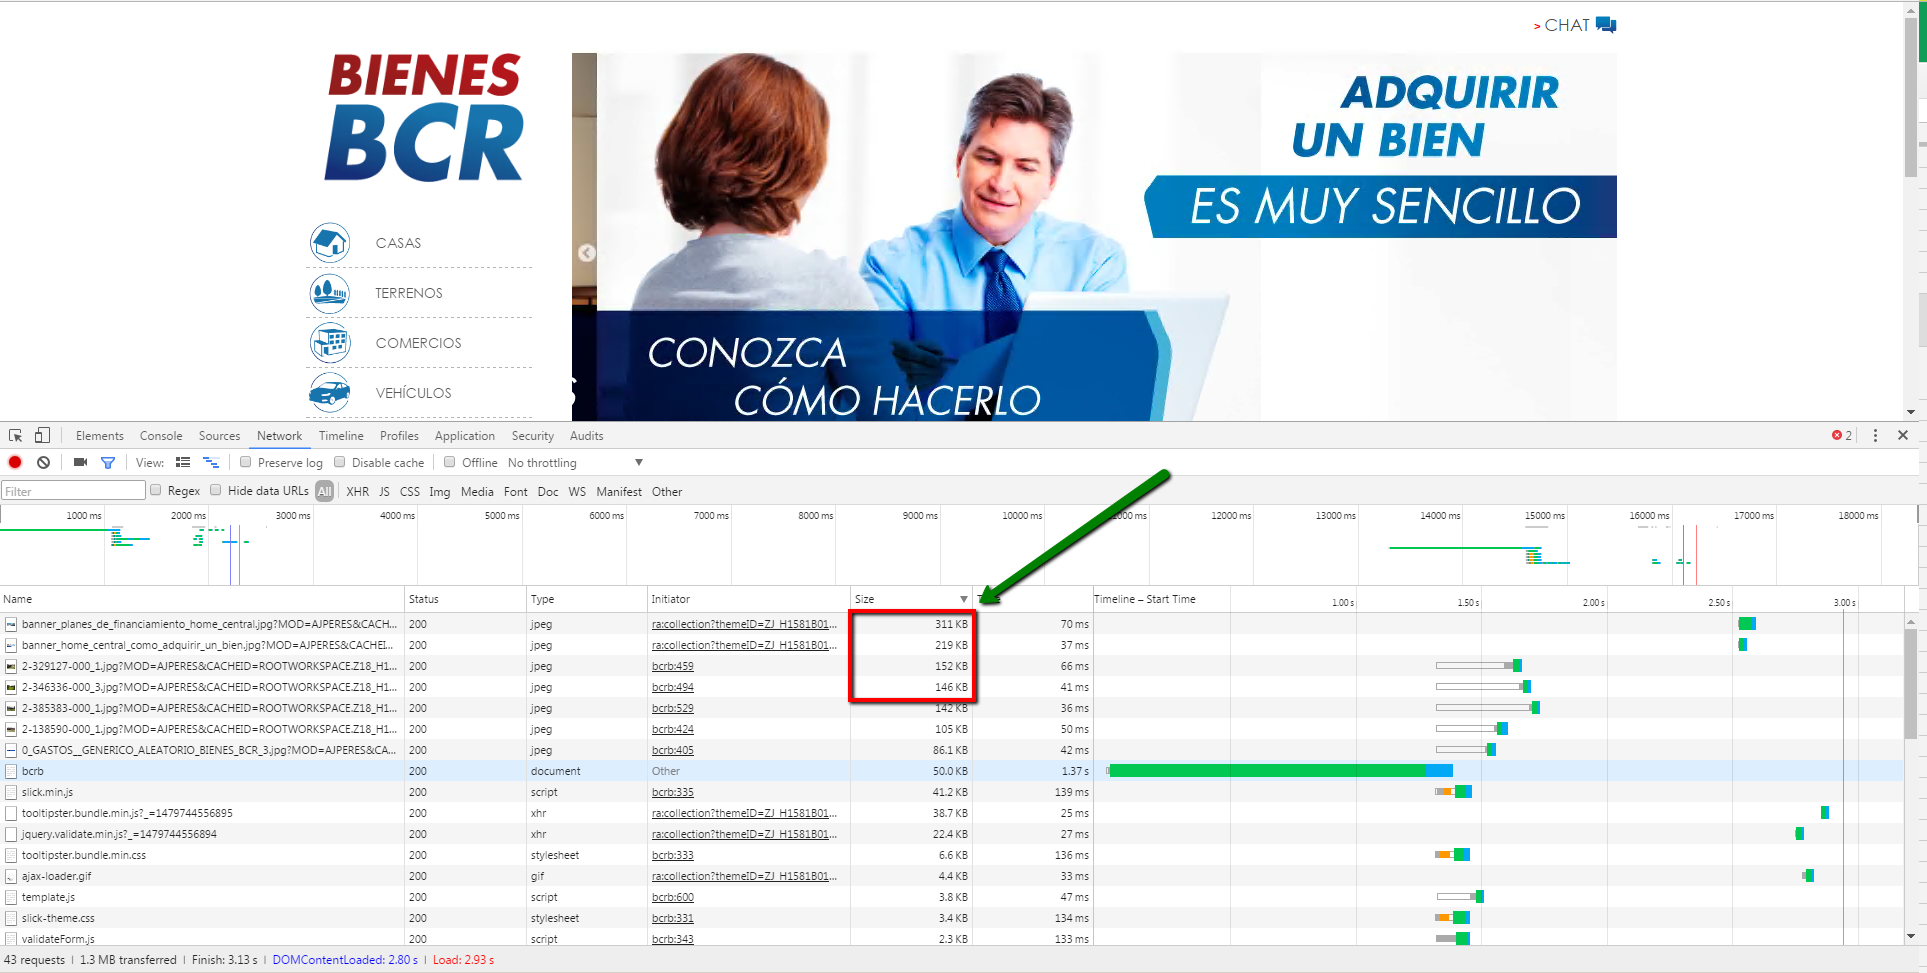 > CHAT
BIENES
BCR
ADQUIRIR
UN BIEN
ES MUY SENCILLO
CASAS
TERRENOS
COMERCIOS
VEHÍCULOS
CONOZCA
CÓMO HACERLO
Elements Console Sources Network Timeline Profiles Application Security Audits 2
View: Preserve log Disable cache Offline No throttling
Filter Regex Hide data URLs All XHR JS CSS Img Media Font Doc WS Manifest Other
1000 ms 2000 ms 3000 ms 4000 ms 5000 ms 6000 ms 7000 ms 8000 ms 9000 ms 10000 ms 12000 ms 13000 ms 14000 ms 15000 ms 16000 ms 17000 ms 18000 ms
Name Status Type Initiator Size Timeline – Start Time 1.00 s 1.50 s 2.00 s 2.50 s 3.00 s
banner_planes_de_financiamiento_home_central.jpg?MOD=AJPERES&CACH... 200 jpeg ra:collection?themeID=ZJ_H1581B01... 311 KB 70 ms
banner_home_central_como_adquirir_un_bien.jpg?MOD=AJPERES&CACHEI... 200 jpeg ra:collection?themeID=ZJ_H1581B01... 219 KB 37 ms
2-329127-000_1.jpg?MOD=AJPERES&CACHEID=ROOTWORKSPACE.Z18_H1... 200 jpeg bcrb:459 152 KB 66 ms
2-346336-000_3.jpg?MOD=AJPERES&CACHEID=ROOTWORKSPACE.Z18_H1... 200 jpeg bcrb:494 146 KB 41 ms
2-385383-000_1.jpg?MOD=AJPERES&CACHEID=ROOTWORKSPACE.Z18_H1... 200 jpeg bcrb:529 142 KB 36 ms
2-138590-000_1.jpg?MOD=AJPERES&CACHEID=ROOTWORKSPACE.Z18_H1... 200 jpeg bcrb:424 105 KB 50 ms
0_GASTOS__GENERICO_ALEATORIO_BIENES_BCR_3.jpg?MOD=AJPERES&CA... 200 jpeg bcrb:405 86.1 KB 42 ms
bcrb 200 document Other 50.0 KB 1.37 s
slick.min.js 200 script bcrb:335 41.2 KB 139 ms
tooltipster.bundle.min.js?_=1479744556895 200 xhr ra:collection?themeID=ZJ_H1581B01... 38.7 KB 25 ms
jquery.validate.min.js?_=1479744556894 200 xhr ra:collection?themeID=ZJ_H1581B01... 22.4 KB 27 ms
tooltipster.bundle.min.css 200 stylesheet bcrb:333 6.6 KB 136 ms
ajax-loader.gif 200 gif ra:collection?themeID=ZJ_H1581B01... 4.4 KB 33 ms
template.js 200 script bcrb:600 3.8 KB 47 ms
slick-theme.css 200 stylesheet bcrb:331 3.4 KB 134 ms
validateForm.js 200 script bcrb:343 2.3 KB 133 ms
43 requests | 1.3 MB transferred | Finish: 3.13 s | DOMContentLoaded: 2.80 s | Load: 2.93 s